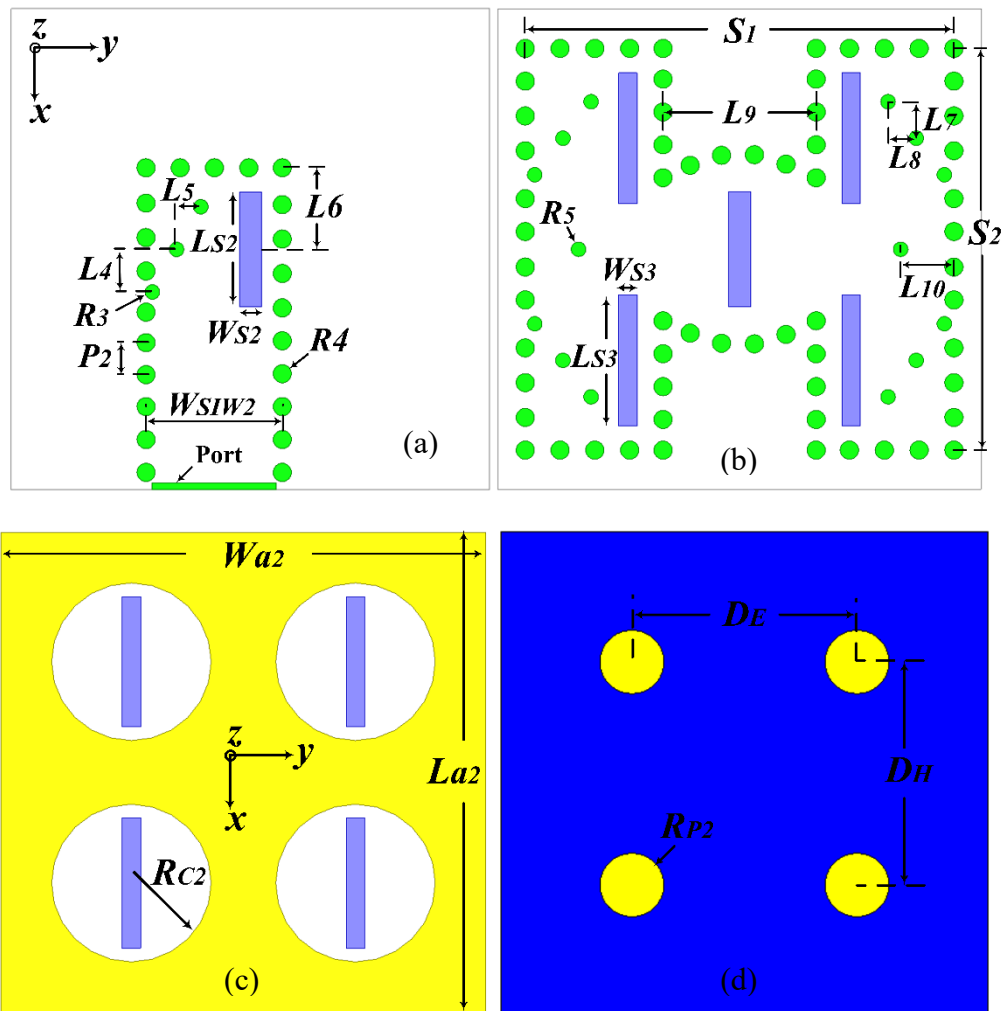 z
y
x
L5
L6
LS2
L4
R3
WS2
P2
R4
WSIW2
Port
(a)
S1
L9
L7
L8
R5
S2
WS3
L10
LS3
(b)
Wa2
z
y
x
La2
RC2
(c)
DE
DH
RP2
(d)